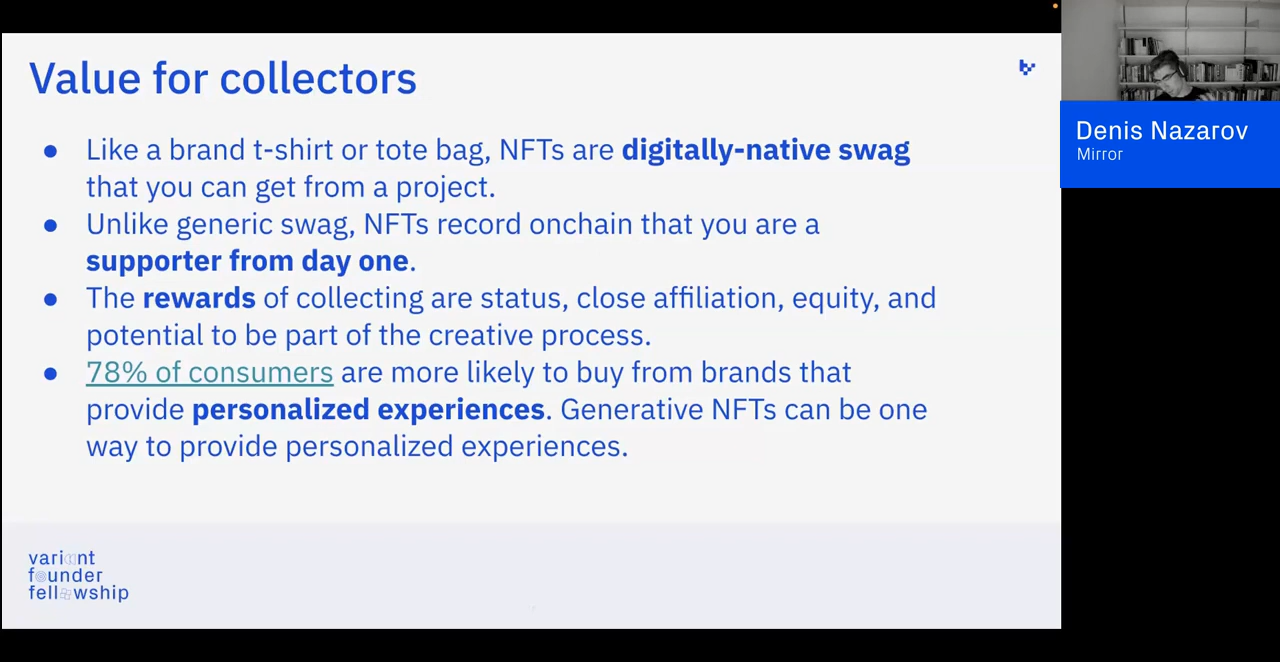 Value for collectors
● Like a brand t-shirt or tote bag, NFTs are digitally-native swag
that you can get from a project.
● Unlike generic swag, NFTs record onchain that you are a
supporter from day one.
● The rewards of collecting are status, close affiliation, equity, and
potential to be part of the creative process.
● 78% of consumers are more likely to buy from brands that
provide personalized experiences. Generative NFTs can be one
way to provide personalized experiences.
variant
founder
fellowship
Denis Nazarov
Mirror